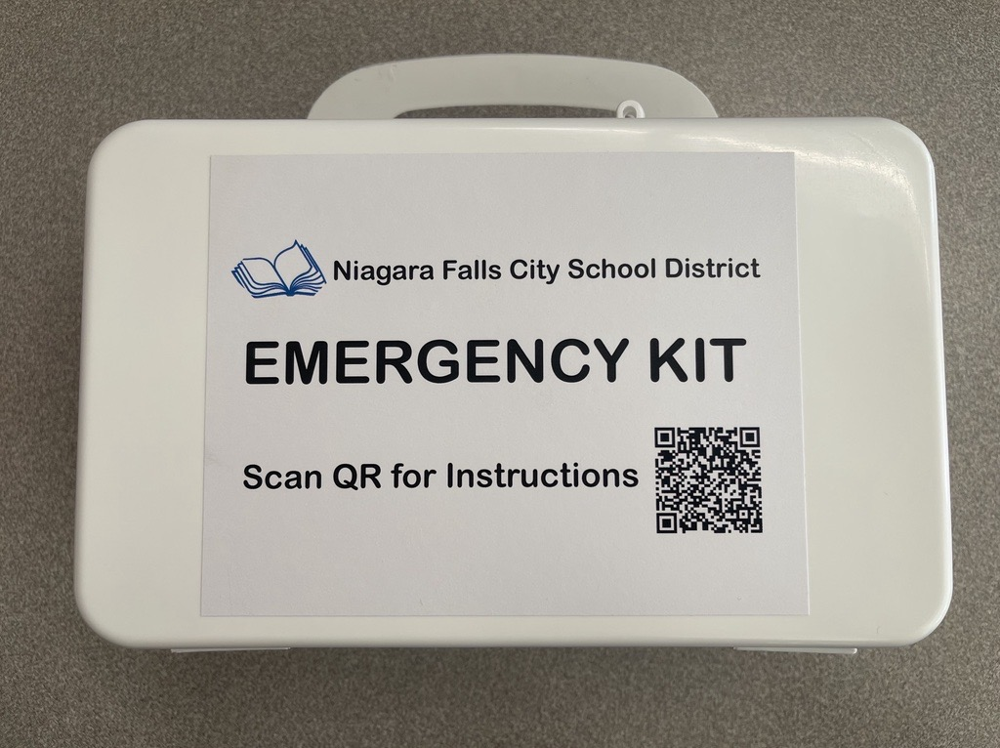 Niagara Falls City School District
EMERGENCY KIT
Scan QR for Instructions